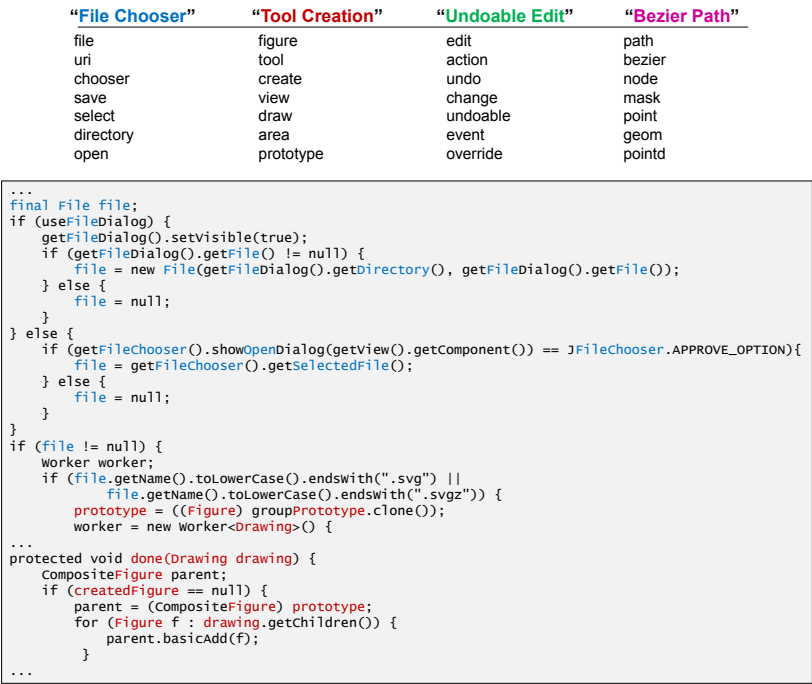 “File Chooser” “Tool Creation” “Undoable Edit” “Bezier Path”
file figure edit path
uri tool action bezier
chooser create undo node
save view change mask
select draw undoable point
directory area event geom
open prototype override pointd
...
final File file;
if (useFileDialog) {
    getFileDialog().setVisible(true);
    if (getFileDialog().getFile() != null) {
        file = new File(getFileDialog().getDirectory(), getFileDialog().getFile());
    } else {
        file = null;
    }
} else {
    if (getFileChooser().showOpenDialog(getView().getComponent()) == JFileChooser.APPROVE_OPTION){
        file = getFileChooser().getSelectedFile();
    } else {
        file = null;
    }
}
if (file != null) {
    Worker worker;
    if (file.getName().toLowerCase().endsWith(".svg") ||
            file.getName().toLowerCase().endsWith(".svgz")) {
        prototype = ((Figure) groupPrototype.clone());
        worker = new Worker<Drawing>() {
...
protected void done(Drawing drawing) {
    CompositeFigure parent;
    if (createdFigure == null) {
        parent = (CompositeFigure) prototype;
        for (Figure f : drawing.getChildren()) {
            parent.basicAdd(f);
         }
...